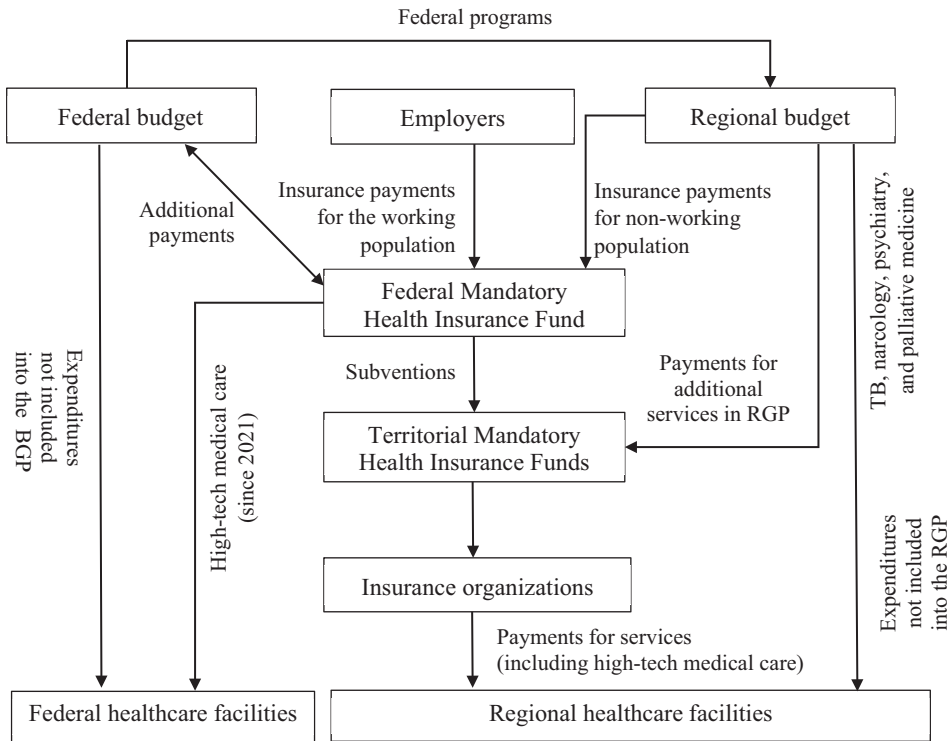 Federal programs
Federal budget
Employers
Regional budget
Additional
payments
Insurance payments
for the working
population
Insurance payments
for non-working
population
TB, narcology, psychiatry,
and palliative medicine
Federal Mandatory
Health Insurance Fund
Expenditures
not included
into the BGP
High-tech medical care
(since 2021)
Subventions
Payments for
additional
services in RGP
Territorial Mandatory
Health Insurance Funds
Expenditures
not included
into the RGP
Insurance organizations
Payments for services
(including high-tech medical care)
Federal healthcare facilities
Regional healthcare facilities